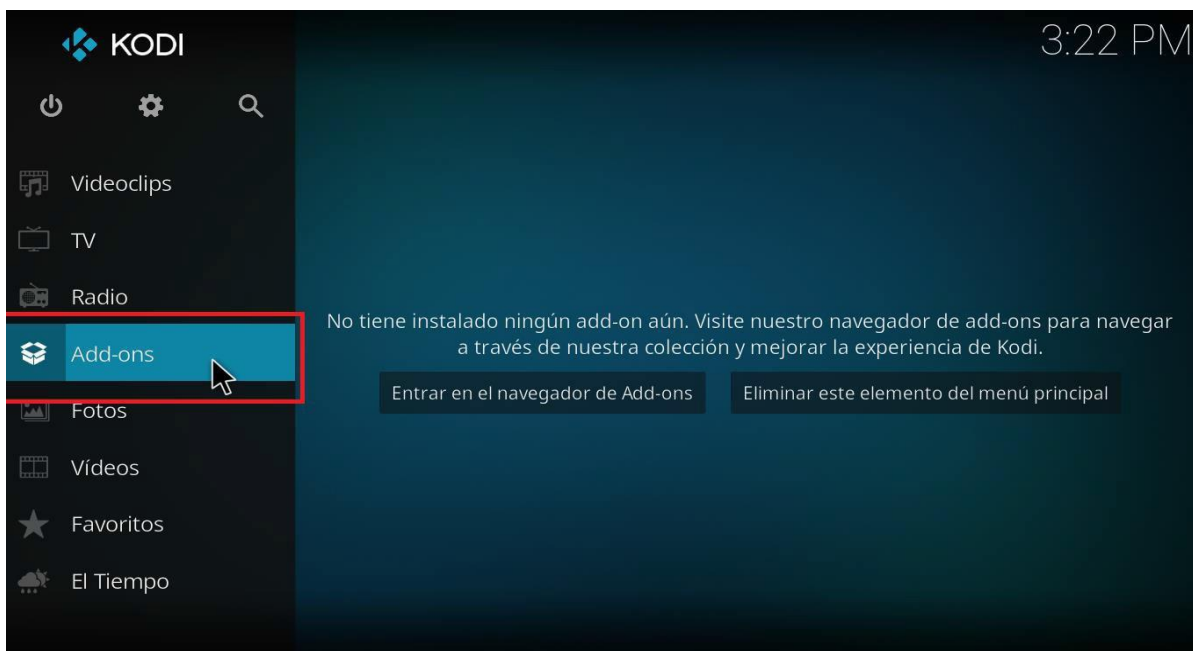 KODI
3:22 PM
Videoclips
TV
Radio
Add-ons
Fotos
Vídeos
Favoritos
El Tiempo
No tiene instalado ningún add-on aún. Visite nuestro navegador de add-ons para navegar
a través de nuestra colección y mejorar la experiencia de Kodi.
Entrar en el navegador de Add-ons
Eliminar este elemento del menú principal